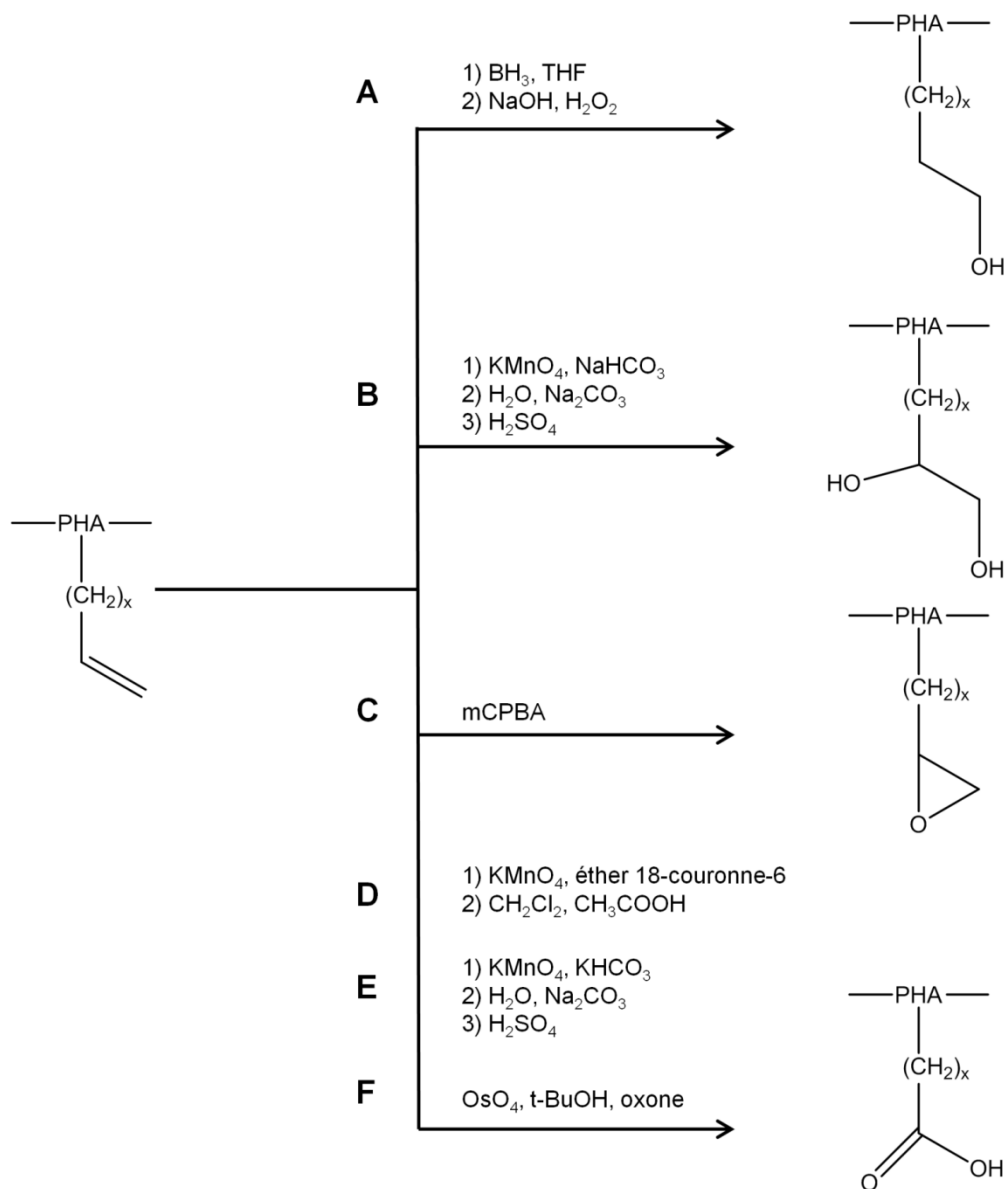 PHA
A
1) BH₃, THF
2) NaOH, H₂O₂
(CH₂)ₓ
OH
PHA
B
1) KMnO₄, NaHCO₃
2) H₂O, Na₂CO₃
3) H₂SO₄
(CH₂)ₓ
HO
OH
PHA
(CH₂)ₓ
PHA
(CH₂)ₓ
C
mCPBA
O
D
1) KMnO₄, éther 18-couronne-6
2) CH₂Cl₂, CH₃COOH
E
1) KMnO₄, KHCO₃
2) H₂O, Na₂CO₃
3) H₂SO₄
PHA
(CH₂)ₓ
F
OsO₄, t-BuOH, oxone
O
OH